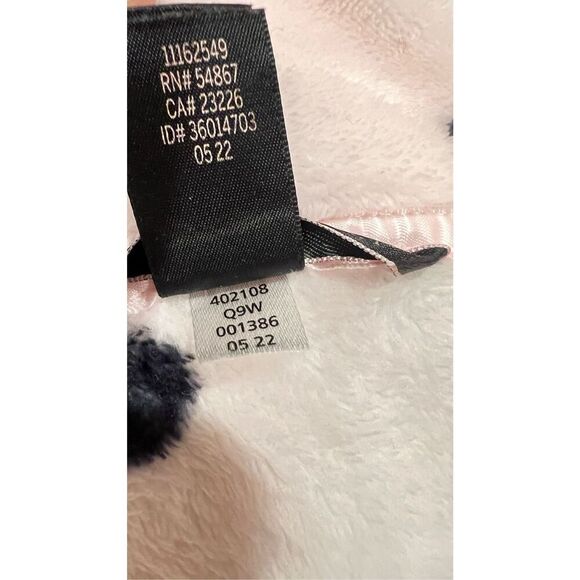 11162549
RN# 54867
CA# 23226
ID# 36014703
05 22
402108
Q9W
001386
05 22